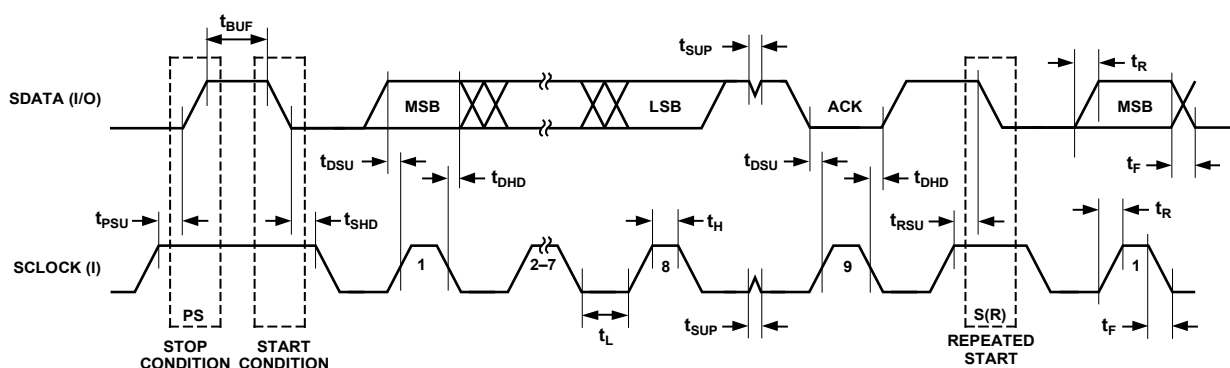 tBUF
tSUP
tR
SDATA (I/O)
MSB
LSB
ACK
MSB
tDSU
tDHD
tDSU
tDHD
tF
tPSU
tSHD
tH
tRSU
tR
SCLOCK (I)
1
2–7
8
9
1
PS
tL
tSUP
S(R)
tF
STOP
CONDITION
START
CONDITION
REPEATED
START